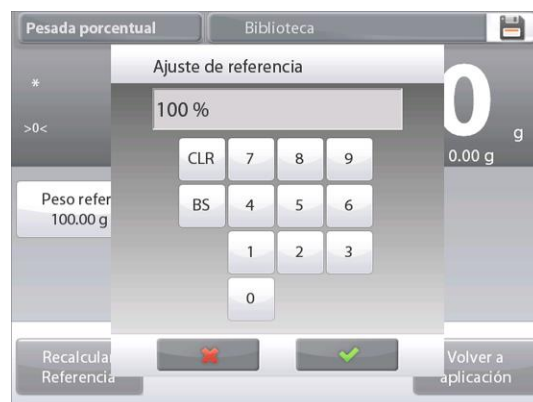 Pesada porcentual
Biblioteca
Ajuste de referencia
*
100 %
0
g
>0<
0.00 g
CLR 7 8 9
Peso refer
100.00 g
BS 4 5 6
1 2 3
0
Recalcular
Referencia
Volver a
aplicación